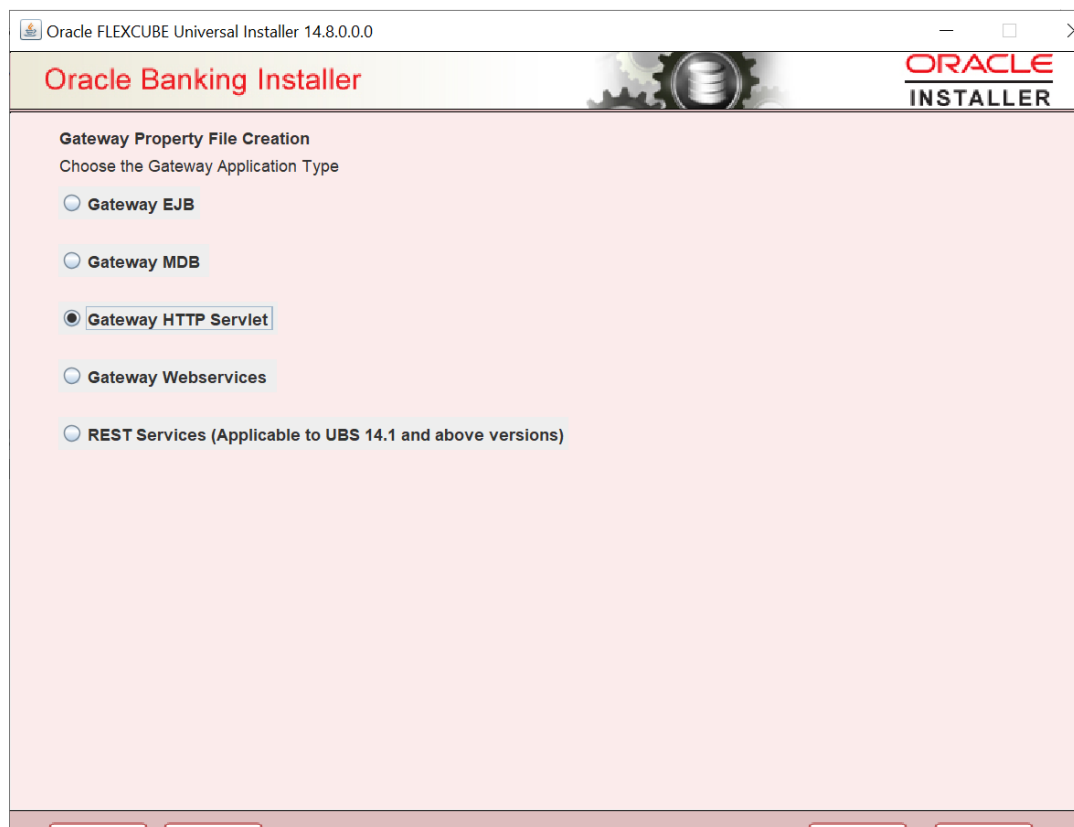 Oracle FLEXCUBE Universal Installer 14.8.0.0.0
Oracle Banking Installer
ORACLE
INSTALLER
Gateway Property File Creation
Choose the Gateway Application Type
Gateway EJB
Gateway MDB
Gateway HTTP Servlet
Gateway Webservices
REST Services (Applicable to UBS 14.1 and above versions)